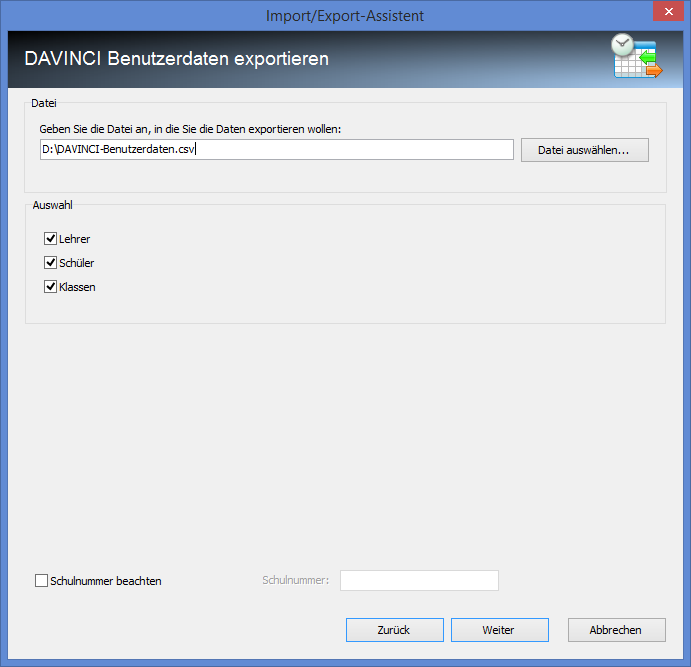 Import/Export-Assistent
DAVINCI Benutzerdaten exportieren
Datei
Geben Sie die Datei an, in die Sie die Daten exportieren wollen:
D:\DAVINCI-Benutzerdaten.csv
Datei auswählen...
Auswahl
Lehrer
Schüler
Klassen
Schulnummer beachten
Schulnummer:
Zurück
Weiter
Abbrechen